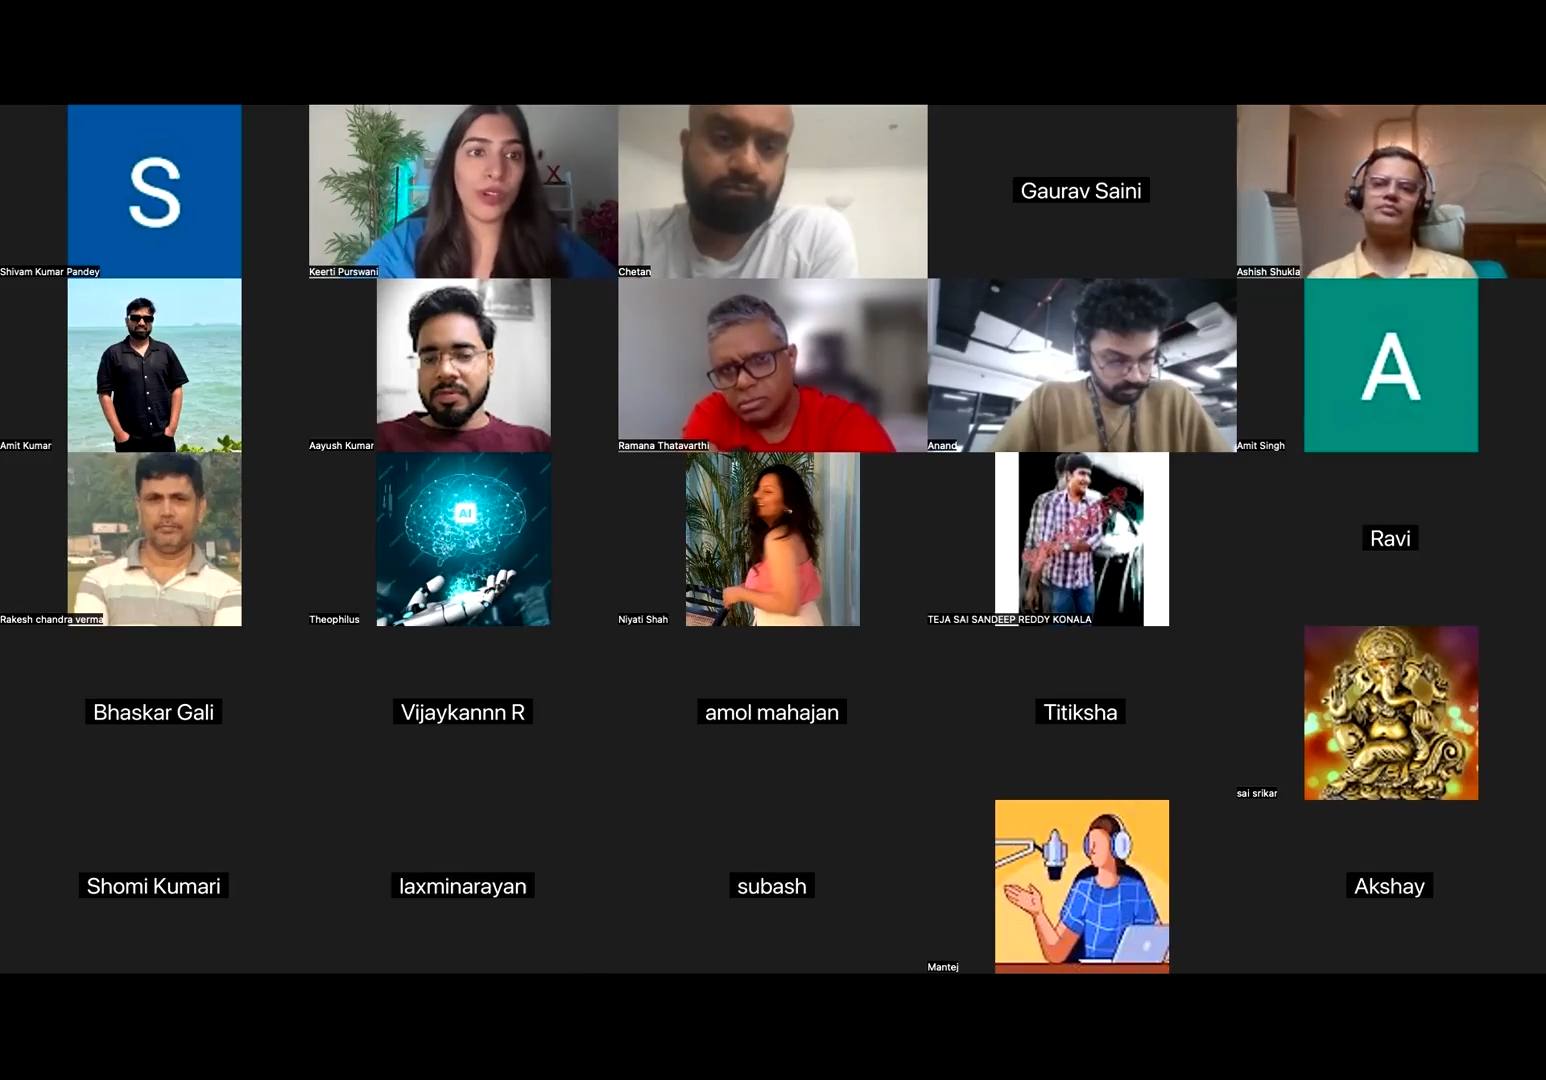 S
Shivam Kumar Pandey
Keerti Purswani
Chetan
Gaurav Saini
Ashish Shukla
Amit Kumar
Aayush Kumar
Ramana Thatavarthi
Anand
A
Amit Singh
Rakesh chandra verma
AI
Theophilus
Niyati Shah
TEJA SAI SANDEEP REDDY KONALA
Ravi
Bhaskar Gali
Vijaykannn R
amol mahajan
Titiksha
sai srikar
Shomi Kumari
laxminarayan
subash
Mantej
Akshay